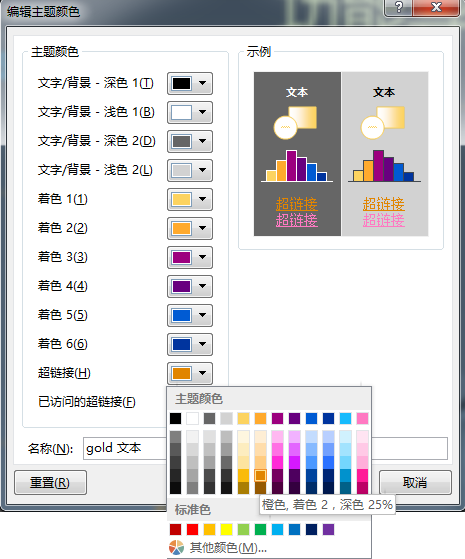 编辑主题颜色
主题颜色
文字/背景 - 深色 1(T)
文字/背景 - 浅色 1(B)
文字/背景 - 深色 2(D)
文字/背景 - 浅色 2(L)
着色 1(1)
着色 2(2)
着色 3(3)
着色 4(4)
着色 5(5)
着色 6(6)
超链接(H)
已访问的超链接(F)
示例
文本 文本
超链接 超链接
超链接 超链接
主题颜色
橙色, 着色 2 , 深色 25%
标准色
其他颜色(M)...
名称(N): gold 文本
重置(R)
取消